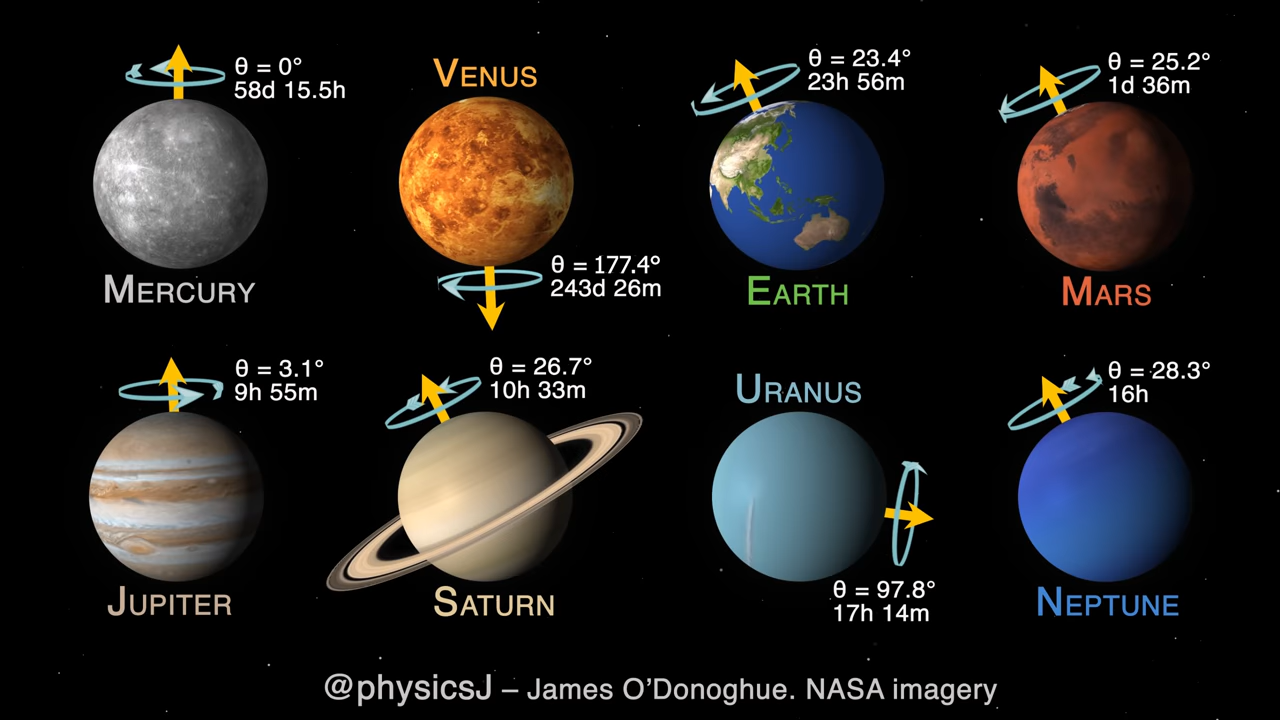 θ = 0°
58d 15.5h
MERCURY
VENUS
θ = 177.4°
243d 26m
θ = 23.4°
23h 56m
EARTH
θ = 25.2°
1d 36m
MARS
θ = 3.1°
9h 55m
JUPITER
θ = 26.7°
10h 33m
SATURN
URANUS
θ = 97.8°
17h 14m
θ = 28.3°
16h
NEPTUNE
@physicsJ – James O'Donoghue. NASA imagery